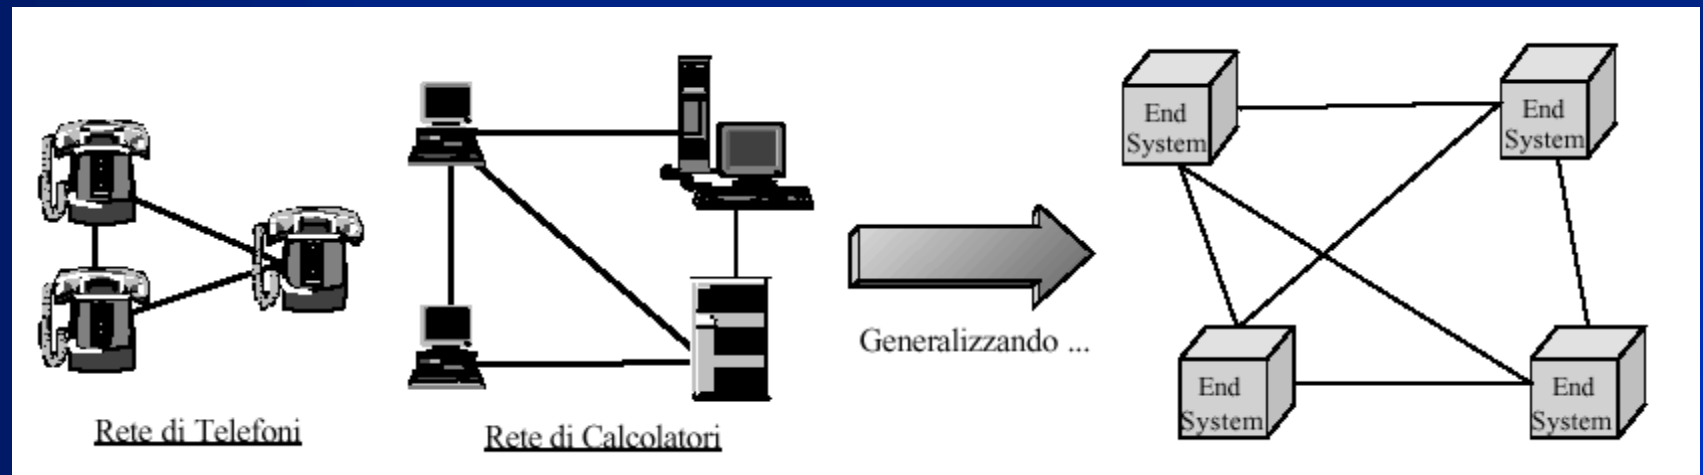 Rete di Telefoni
Rete di Calcolatori
Generalizzando ...
End
System
End
System
End
System
End
System